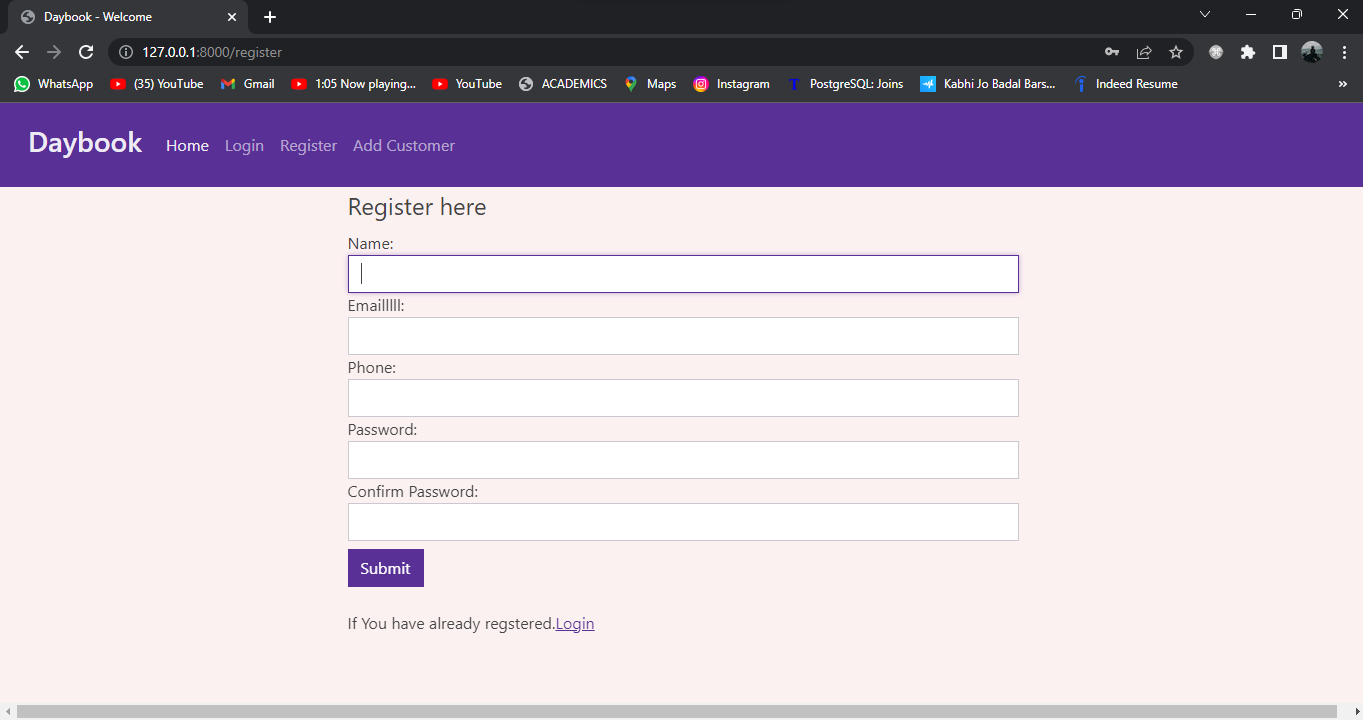 Daybook - Welcome
127.0.0.1:8000/register
WhatsApp (35) YouTube Gmail 1:05 Now playing... YouTube ACADEMICS Maps Instagram T PostgreSQL: Joins Kabhi Jo Badal Bars... Indeed Resume »
Daybook Home Login Register Add Customer
Register here
Name:
Emailllll:
Phone:
Password:
Confirm Password:
Submit
If You have already regstered.Login